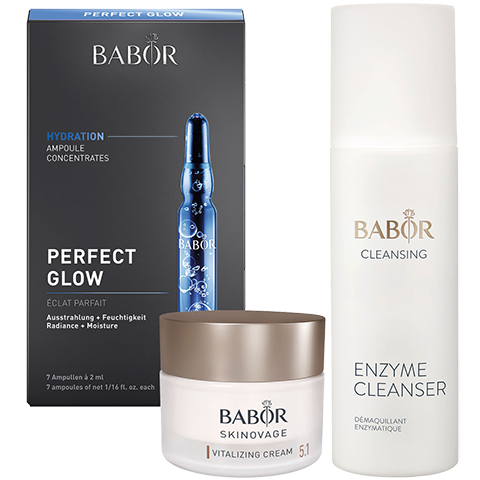 PERFECT GLOW
BABOR
HYDRATION
AMPOULE
CONCENTRATES
BABOR
PERFECT
GLOW
ÉCLAT PARFAIT
Ausstrahlung + Feuchtigkeit
Radiance + Moisture
7 Ampullen à 2 ml
7 ampoules of net 1/16 fl. oz. each
BABOR
SKINOVAGE
VITALIZING CREAM 5.1
BABOR
CLEANSING
ENZYME
CLEANSER
DÉMAQUILLANT
ENZYMATIQUE